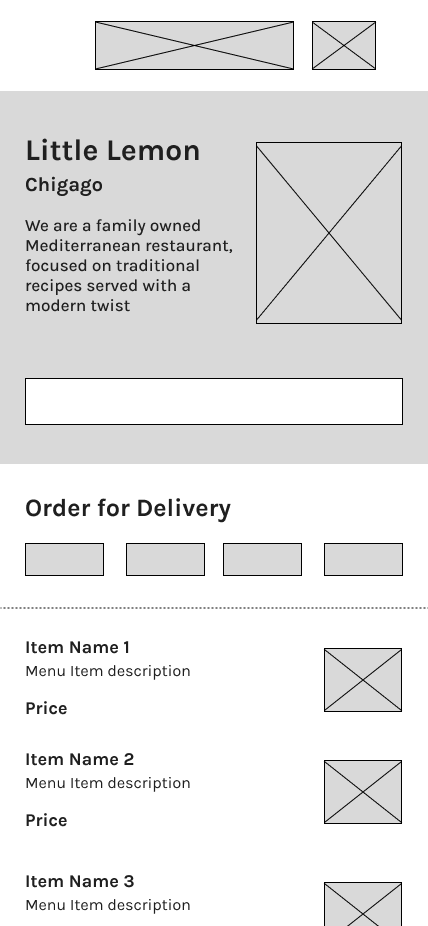 Little Lemon
Chigago
We are a family owned
Mediterranean restaurant,
focused on traditional
recipes served with a
modern twist
Order for Delivery
Item Name 1
Menu Item description
Price
Item Name 2
Menu Item description
Price
Item Name 3
Menu Item description